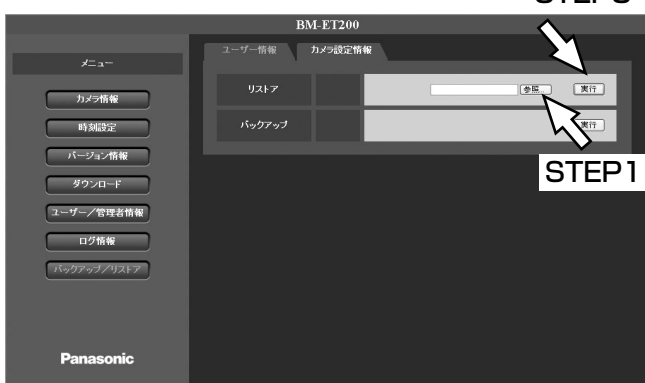 BM-ET200
メニュー
カメラ情報
時刻設定
バージョン情報
ダウンロード
ユーザー／管理者情報
ログ情報
バックアップ／リストア
Panasonic
ユーザー情報
カメラ設定情報
リストア
参照...
実行
バックアップ
実行
STEP1